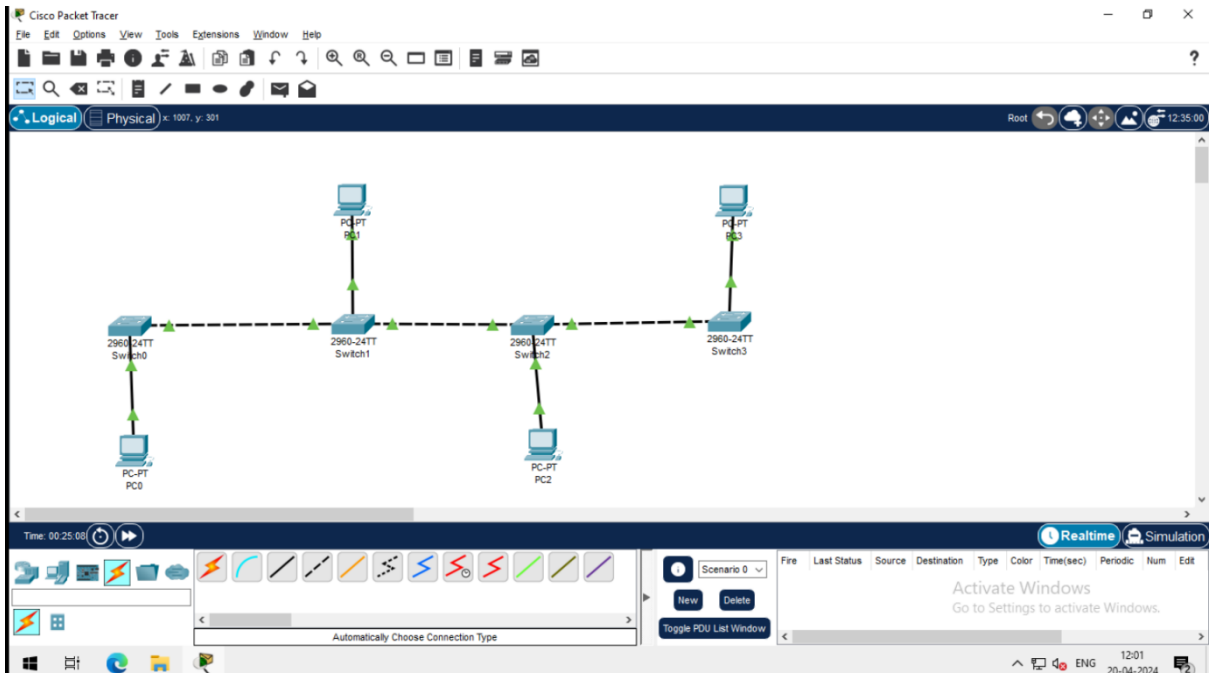 Cisco Packet Tracer
File Edit Options View Tools Extensions Window Help
?
Logical Physical x: 1007, y: 301 Root 12:35:00
PC-PT
PC1
PC-PT
PC3
2960-24TT
Switch0
2960-24TT
Switch1
2960-24TT
Switch2
2960-24TT
Switch3
PC-PT
PC0
PC-PT
PC2
Time: 00:25:08 Realtime Simulation
Scenario 0
New Delete
Toggle PDU List Window
Fire Last Status Source Destination Type Color Time(sec) Periodic Num Edit
Activate Windows
Go to Settings to activate Windows.
Automatically Choose Connection Type
ENG 12:01
20-04-2024
2